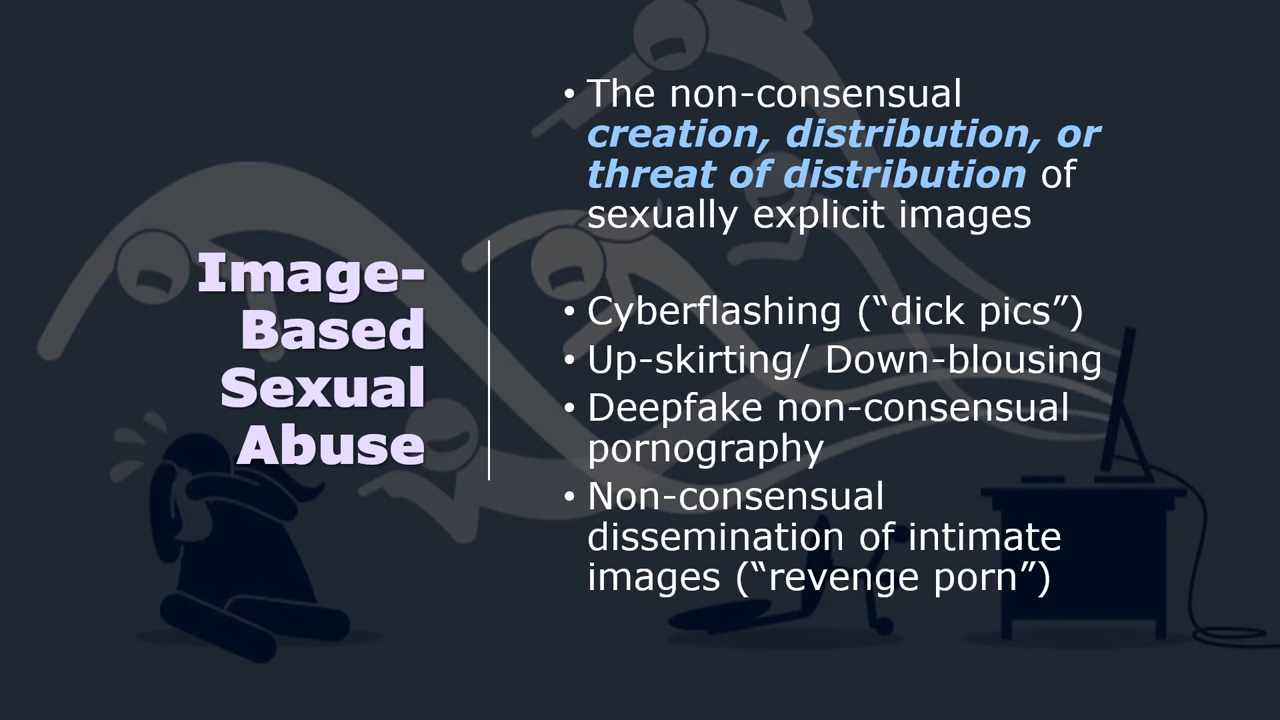 Image-
Based
Sexual
Abuse
• The non-consensual
creation, distribution, or
threat of distribution of
sexually explicit images
• Cyberflashing (“dick pics”)
• Up-skirting/ Down-blousing
• Deepfake non-consensual
pornography
• Non-consensual
dissemination of intimate
images (“revenge porn”)